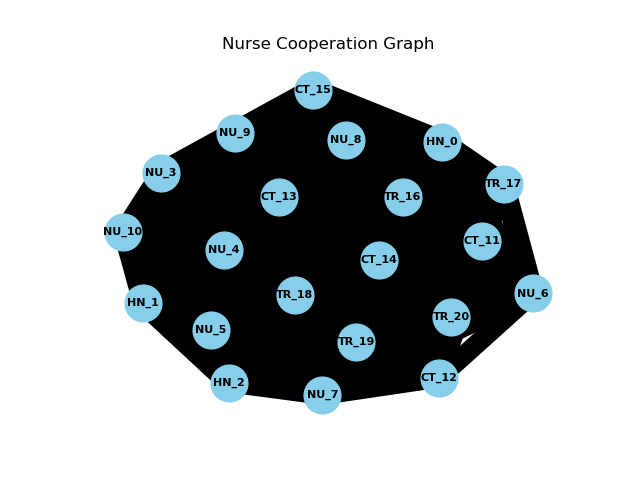 Nurse Cooperation Graph
CT_15
NU_9
NU_8
HN_0
NU_3
TR_17
CT_13
TR_16
NU_10
CT_11
NU_4
CT_14
NU_6
TR_18
HN_1
TR_20
NU_5
TR_19
CT_12
HN_2
NU_7